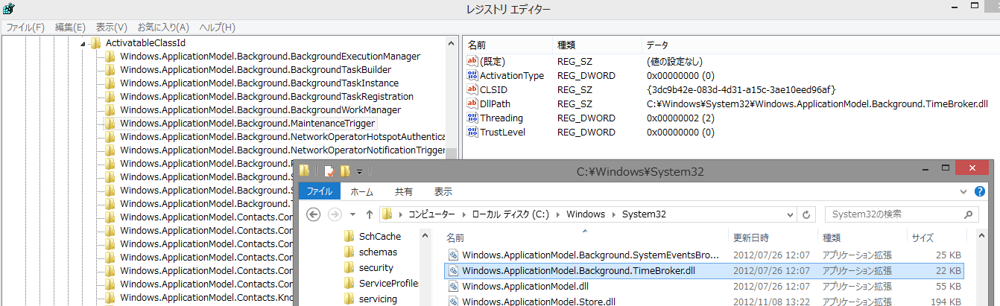 レジストリ エディター
ファイル(F) 編集(E) 表示(V) お気に入り(A) ヘルプ(H)
ActivatableClassId
Windows.ApplicationModel.Background.BackgroundExecutionManager
Windows.ApplicationModel.Background.BackgroundTaskBuilder
Windows.ApplicationModel.Background.BackgroundTaskInstance
Windows.ApplicationModel.Background.BackgroundTaskRegistration
Windows.ApplicationModel.Background.BackgroundWorkManager
Windows.ApplicationModel.Background.MaintenanceTrigger
Windows.ApplicationModel.Background.NetworkOperatorHotspotAuthentica
Windows.ApplicationModel.Background.NetworkOperatorNotificationTrigger
Windows.ApplicationModel.Background.
Windows.ApplicationModel.Background.S
Windows.ApplicationModel.Background.S
Windows.ApplicationModel.Background.T
Windows.ApplicationModel.Contacts.Con
Windows.ApplicationModel.Contacts.Con
Windows.ApplicationModel.Contacts.Con
Windows.ApplicationModel.Contacts.Con
Windows.ApplicationModel.Contacts.Con
Windows.ApplicationModel.Contacts.Con
Windows.ApplicationModel.Contacts.Kno
名前 種類 データ
(既定) REG_SZ (値の設定なし)
ActivationType REG_DWORD 0x00000000 (0)
CLSID REG_SZ {3dc9b42e-083d-4d31-a15c-3ae10eed96af}
DllPath REG_SZ C:¥Windows¥System32¥Windows.ApplicationModel.Background.TimeBroker.dll
Threading REG_DWORD 0x00000002 (2)
TrustLevel REG_DWORD 0x00000000 (0)
C:¥Windows¥System32
ファイル ホーム 共有 表示
コンピューター ローカル ディスク (C:) Windows System32 System32の検索
SchCache
schemas
security
ServiceProfiles
servicing
名前 更新日時 種類 サイズ
Windows.ApplicationModel.Background.SystemEventsBro... 2012/07/26 12:07 アプリケーション拡張 25 KB
Windows.ApplicationModel.Background.TimeBroker.dll 2012/07/26 12:07 アプリケーション拡張 22 KB
Windows.ApplicationModel.dll 2012/07/26 12:07 アプリケーション拡張 55 KB
Windows.ApplicationModel.Store.dll 2012/11/08 13:22 アプリケーション拡張 194 KB